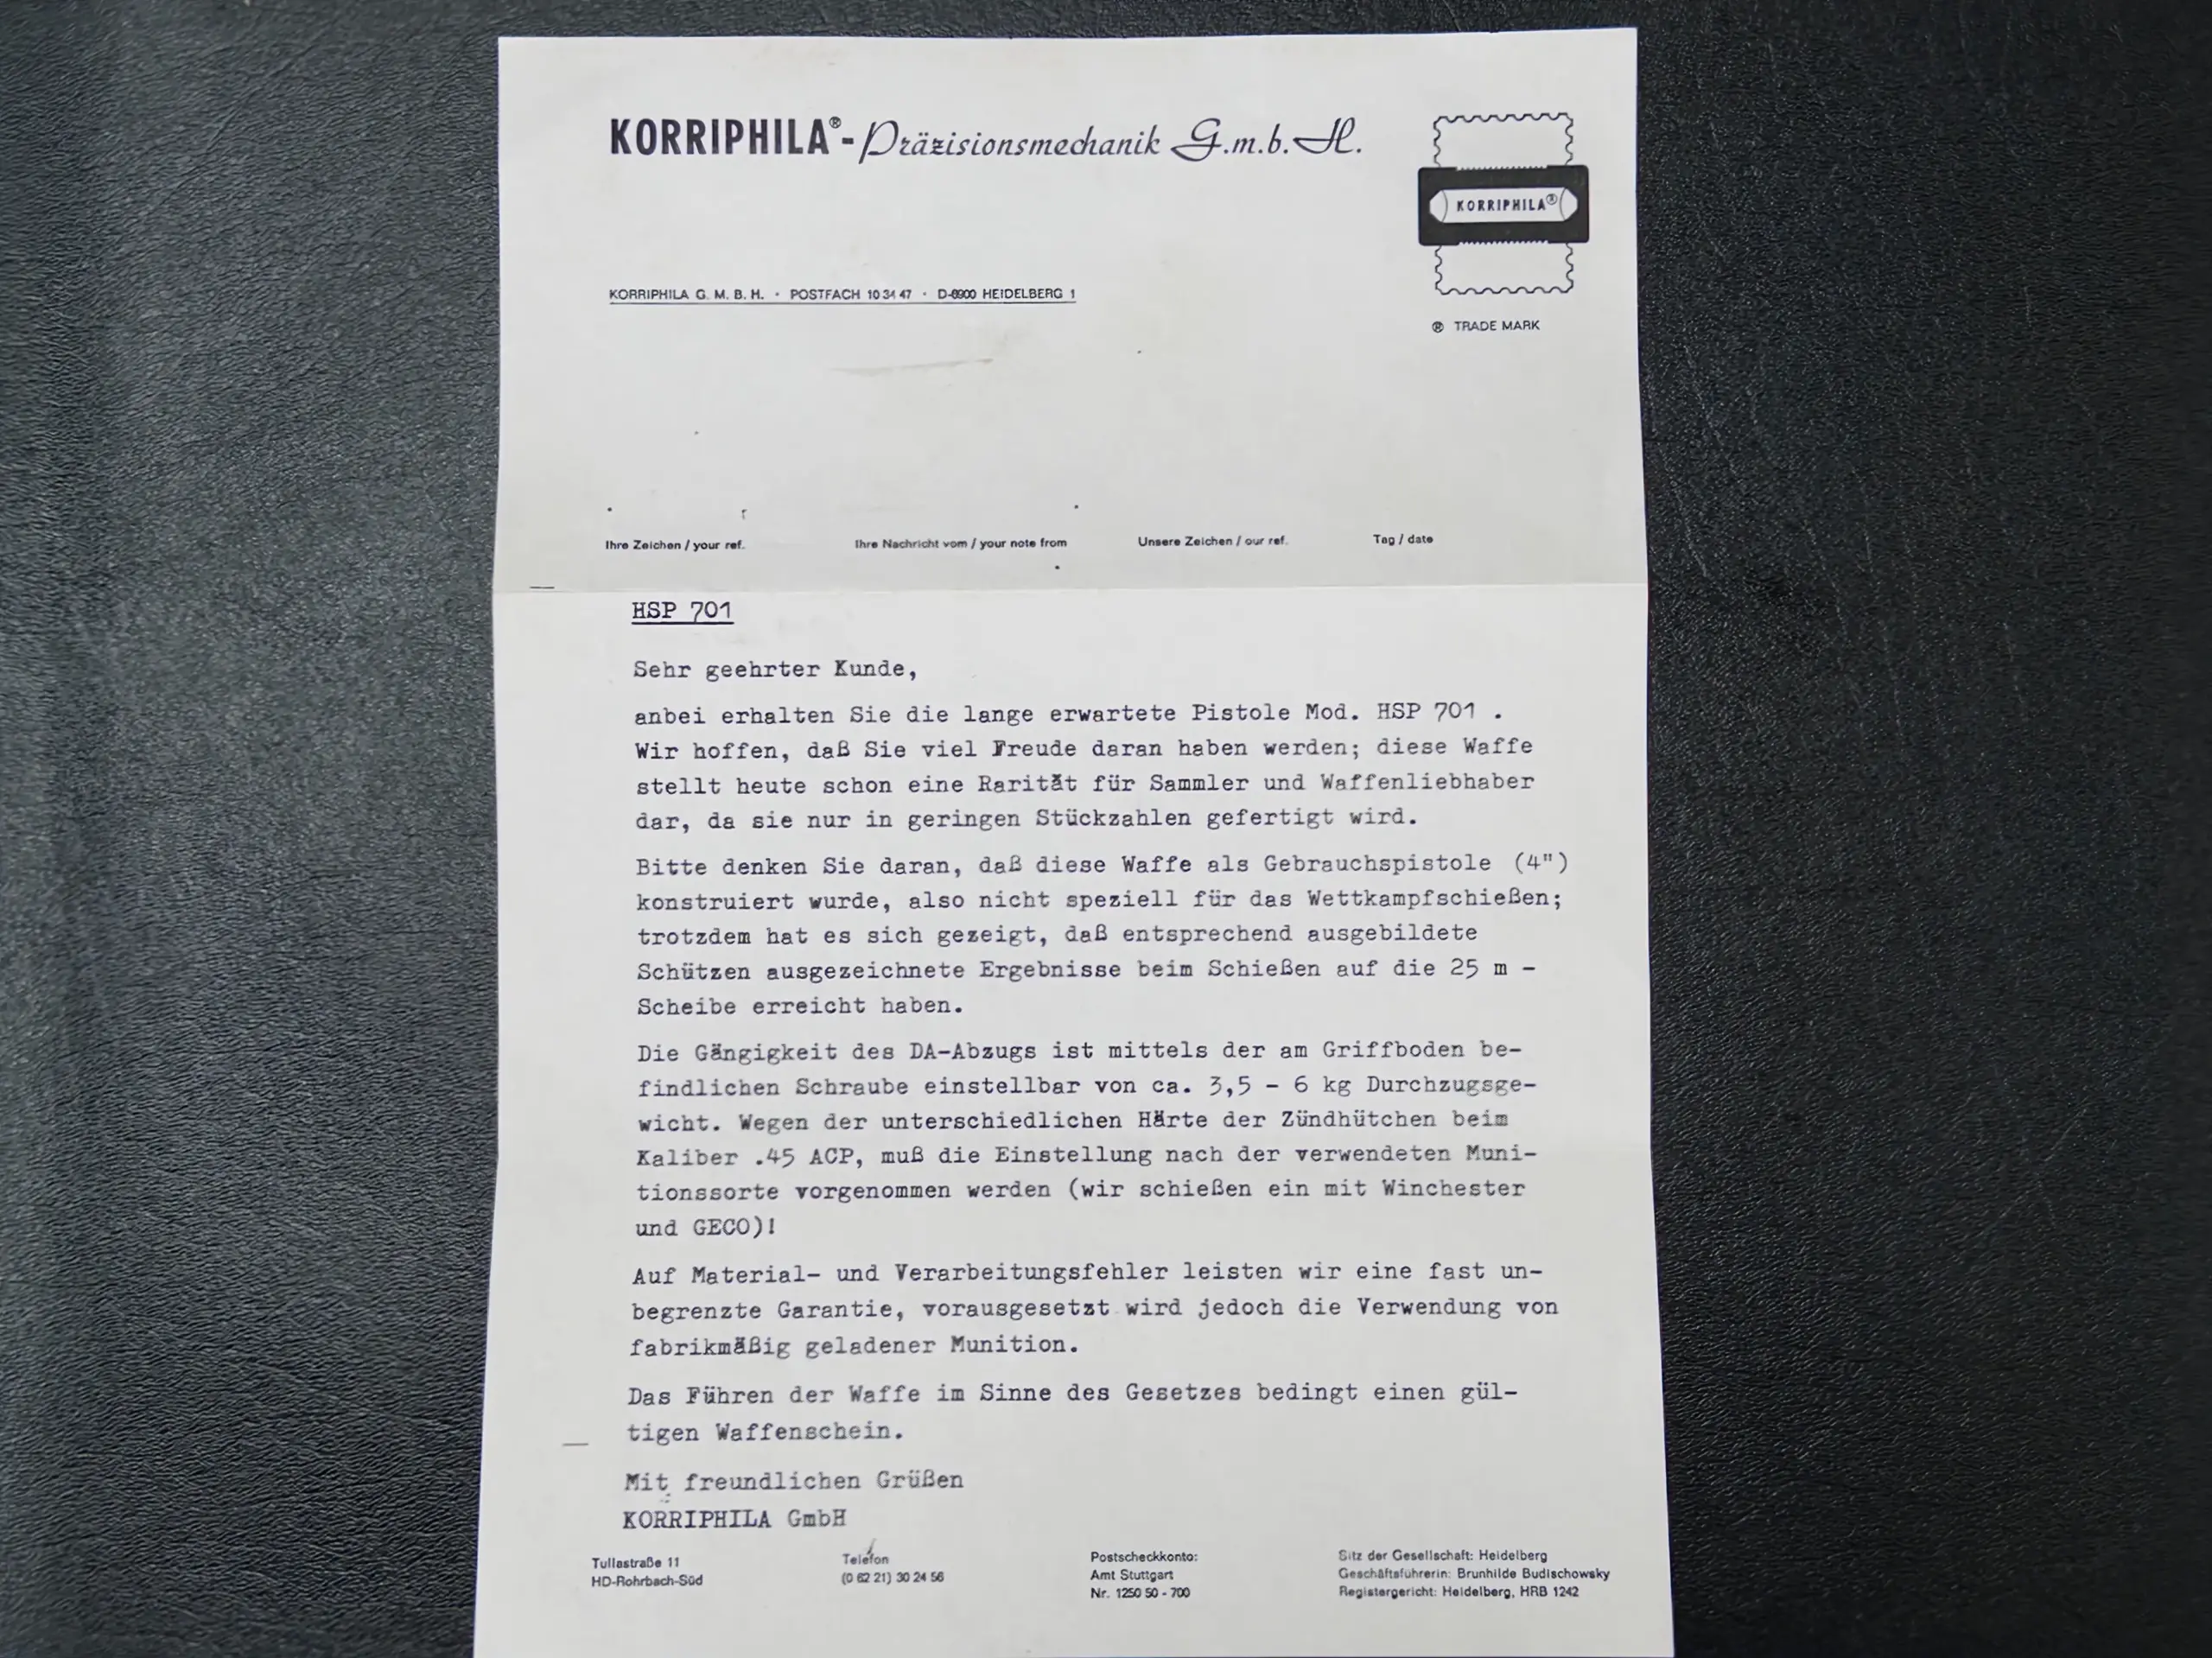 KORRIPHILA®-Präzisionsmechanik G.m.b.H.
KORRIPHILA®
® TRADE MARK
KORRIPHILA G. M. B. H. · POSTFACH 10 34 47 · D-6900 HEIDELBERG 1
Ihre Zeichen / your ref. Ihre Nachricht vom / your note from Unsere Zeichen / our ref. Tag / date
HSP 701
Sehr geehrter Kunde,
anbei erhalten Sie die lange erwartete Pistole Mod. HSP 701 .
Wir hoffen, daß Sie viel Freude daran haben werden; diese Waffe
stellt heute schon eine Rarität für Sammler und Waffenliebhaber
dar, da sie nur in geringen Stückzahlen gefertigt wird.
Bitte denken Sie daran, daß diese Waffe als Gebrauchspistole (4")
konstruiert wurde, also nicht speziell für das Wettkampfschießen;
trotzdem hat es sich gezeigt, daß entsprechend ausgebildete
Schützen ausgezeichnete Ergebnisse beim Schießen auf die 25 m -
Scheibe erreicht haben.
Die Gängigkeit des DA-Abzugs ist mittels der am Griffboden be-
findlichen Schraube einstellbar von ca. 3,5 - 6 kg Durchzugsge-
wicht. Wegen der unterschiedlichen Härte der Zündhütchen beim
Kaliber .45 ACP, muß die Einstellung nach der verwendeten Muni-
tionssorte vorgenommen werden (wir schießen ein mit Winchester
und GECO)!
Auf Material- und Verarbeitungsfehler leisten wir eine fast un-
begrenzte Garantie, vorausgesetzt wird jedoch die Verwendung von
fabrikmäßig geladener Munition.
Das Führen der Waffe im Sinne des Gesetzes bedingt einen gül-
tigen Waffenschein.
Mit freundlichen Grüßen
KORRIPHILA GmbH
Tullastraße 11
HD-Rohrbach-Süd
Telefon
(0 62 21) 30 24 56
Postscheckkonto:
Amt Stuttgart
Nr. 1250 50 - 700
Sitz der Gesellschaft: Heidelberg
Geschäftsführerin: Brunhilde Budischowsky
Registergericht: Heidelberg, HRB 1242